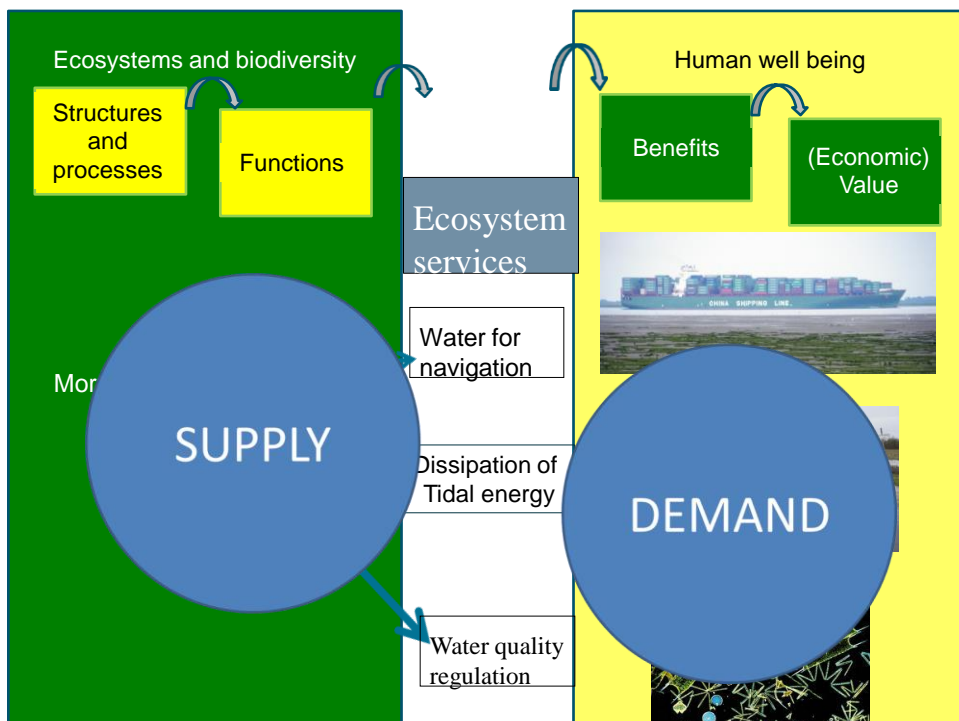 Ecosystems and biodiversity
Structures
and
processes
Functions
Human well being
Benefits
(Economic)
Value
Ecosystem
services
CHINA SHIPPING LINE
Water for
navigation
Mor
SUPPLY
Dissipation of
Tidal energy
DEMAND
Water quality
regulation